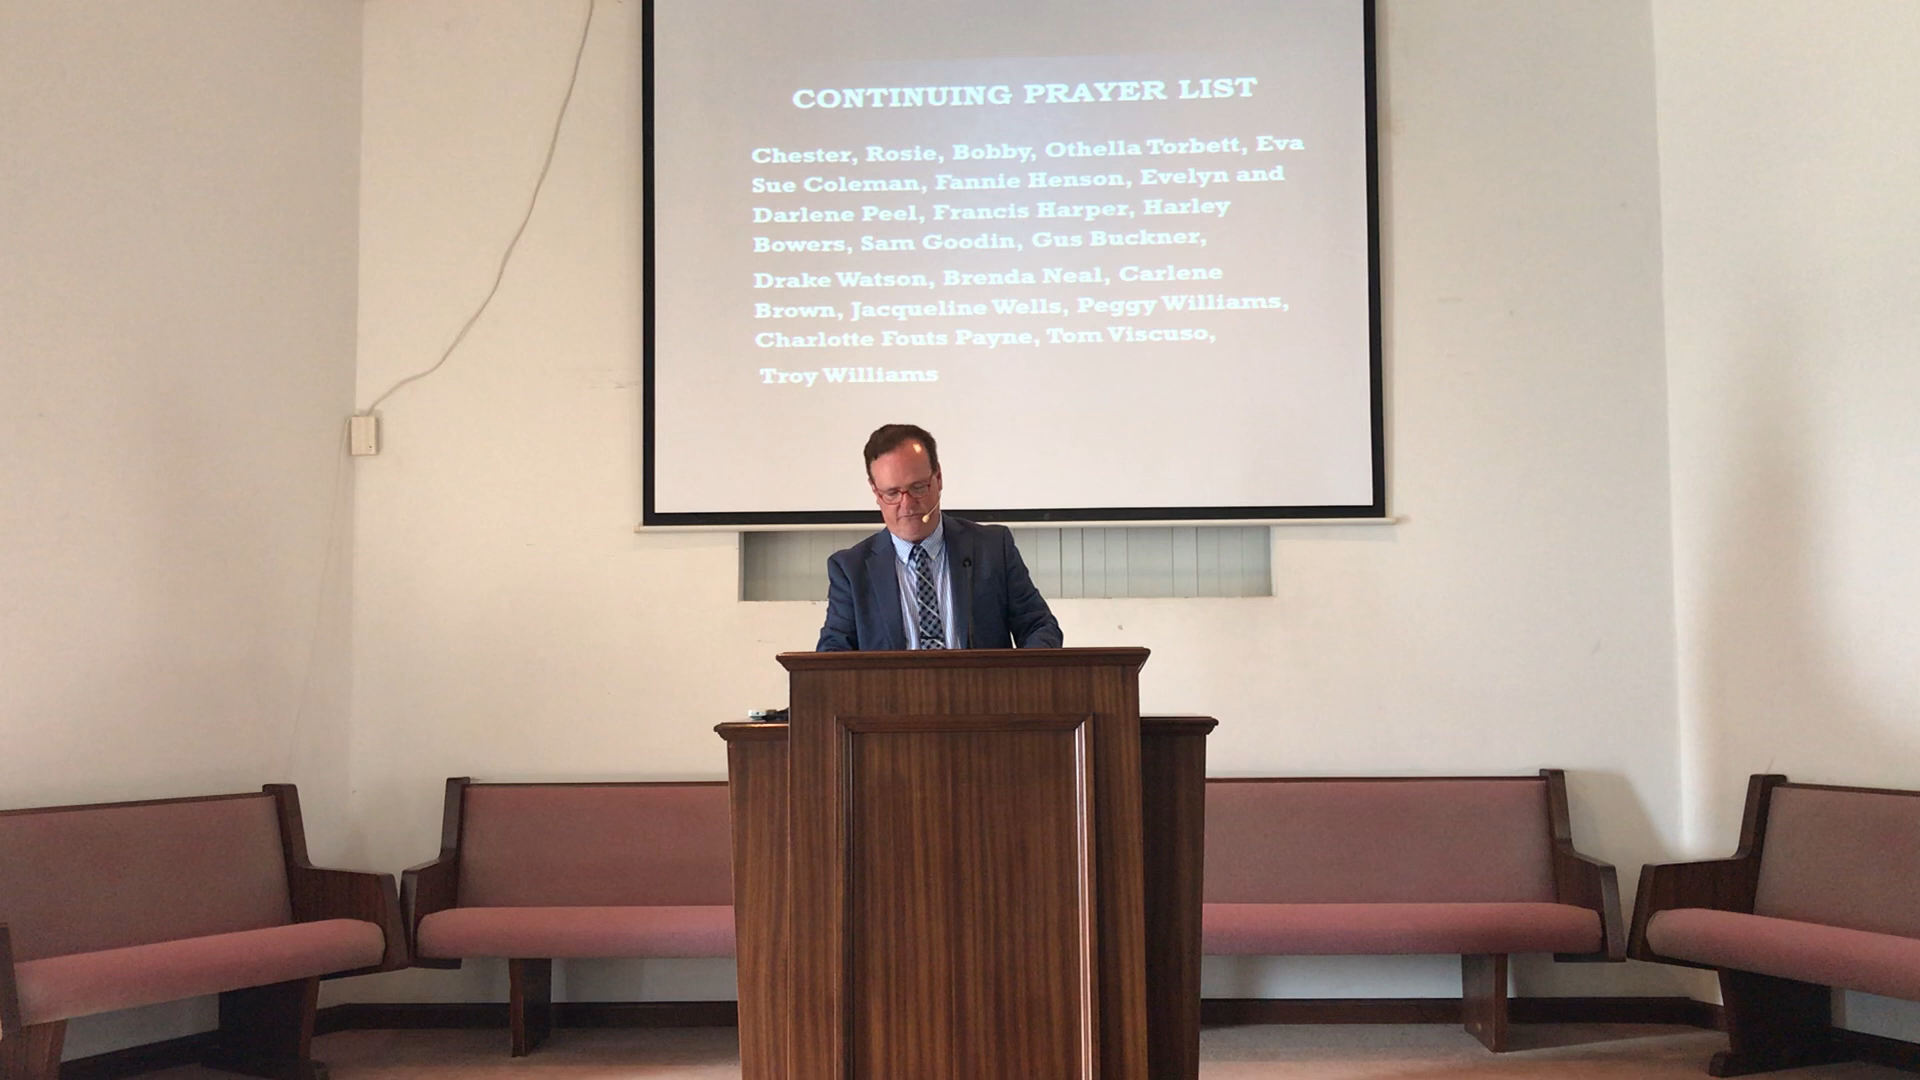 CONTINUING PRAYER LIST
Chester, Rosie, Bobby, Othella Torbett, Eva
Sue Coleman, Fannie Henson, Evelyn and
Darlene Peel, Francis Harper, Harley
Bowers, Sam Goodin, Gus Buckner,
Drake Watson, Brenda Neal, Carlene
Brown, Jacqueline Wells, Peggy Williams,
Charlotte Fouts Payne, Tom Viscuso,
Troy Williams